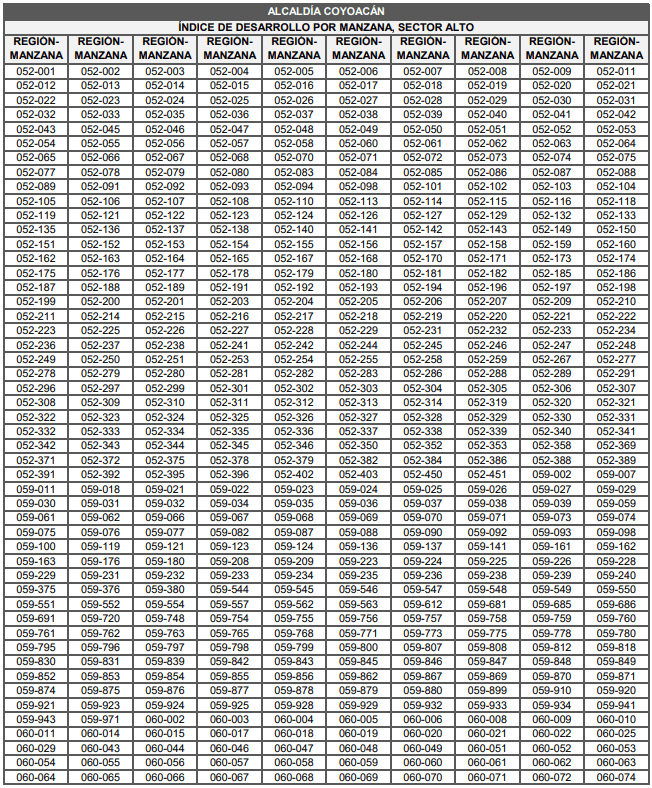 ALCALDÍA COYOACÁN
ÍNDICE DE DESARROLLO POR MANZANA, SECTOR ALTO
REGIÓN-MANZANA REGIÓN-MANZANA REGIÓN-MANZANA REGIÓN-MANZANA REGIÓN-MANZANA REGIÓN-MANZANA REGIÓN-MANZANA REGIÓN-MANZANA REGIÓN-MANZANA REGIÓN-MANZANA
052-001 052-002 052-003 052-004 052-005 052-006 052-007 052-008 052-009 052-011
052-012 052-013 052-014 052-015 052-016 052-017 052-018 052-019 052-020 052-021
052-022 052-023 052-024 052-025 052-026 052-027 052-028 052-029 052-030 052-031
052-032 052-033 052-035 052-036 052-037 052-038 052-039 052-040 052-041 052-042
052-043 052-045 052-046 052-047 052-048 052-049 052-050 052-051 052-052 052-053
052-054 052-055 052-056 052-057 052-058 052-060 052-061 052-062 052-063 052-064
052-065 052-066 052-067 052-068 052-070 052-071 052-072 052-073 052-074 052-075
052-077 052-078 052-079 052-080 052-083 052-084 052-085 052-086 052-087 052-088
052-089 052-091 052-092 052-093 052-094 052-098 052-101 052-102 052-103 052-104
052-105 052-106 052-107 052-108 052-110 052-113 052-114 052-115 052-116 052-118
052-119 052-121 052-122 052-123 052-124 052-126 052-127 052-129 052-132 052-133
052-135 052-136 052-137 052-138 052-140 052-141 052-142 052-143 052-149 052-150
052-151 052-152 052-153 052-154 052-155 052-156 052-157 052-158 052-159 052-160
052-162 052-163 052-164 052-165 052-167 052-168 052-170 052-171 052-173 052-174
052-175 052-176 052-177 052-178 052-179 052-180 052-181 052-182 052-185 052-186
052-187 052-188 052-189 052-191 052-192 052-193 052-194 052-196 052-197 052-198
052-199 052-200 052-201 052-203 052-204 052-205 052-206 052-207 052-209 052-210
052-211 052-214 052-215 052-216 052-217 052-218 052-219 052-220 052-221 052-222
052-223 052-225 052-226 052-227 052-228 052-229 052-231 052-232 052-233 052-234
052-236 052-237 052-238 052-241 052-242 052-244 052-245 052-246 052-247 052-248
052-249 052-250 052-251 052-253 052-254 052-255 052-258 052-259 052-267 052-277
052-278 052-279 052-280 052-281 052-282 052-283 052-286 052-288 052-289 052-291
052-296 052-297 052-299 052-301 052-302 052-303 052-304 052-305 052-306 052-307
052-308 052-309 052-310 052-311 052-312 052-313 052-314 052-319 052-320 052-321
052-322 052-323 052-324 052-325 052-326 052-327 052-328 052-329 052-330 052-331
052-332 052-333 052-334 052-335 052-336 052-337 052-338 052-339 052-340 052-341
052-342 052-343 052-344 052-345 052-346 052-350 052-352 052-353 052-358 052-369
052-371 052-372 052-375 052-378 052-379 052-382 052-384 052-386 052-388 052-389
052-391 052-392 052-395 052-396 052-402 052-403 052-450 052-451 059-002 059-007
059-011 059-018 059-021 059-022 059-023 059-024 059-025 059-026 059-027 059-029
059-030 059-031 059-032 059-034 059-035 059-036 059-037 059-038 059-039 059-059
059-061 059-062 059-066 059-067 059-068 059-069 059-070 059-071 059-073 059-074
059-075 059-076 059-077 059-082 059-087 059-088 059-090 059-092 059-093 059-098
059-100 059-119 059-121 059-123 059-124 059-136 059-137 059-141 059-161 059-162
059-163 059-176 059-180 059-208 059-209 059-223 059-224 059-225 059-226 059-228
059-229 059-231 059-232 059-233 059-234 059-235 059-236 059-238 059-239 059-240
059-375 059-376 059-380 059-544 059-545 059-546 059-547 059-548 059-549 059-550
059-551 059-552 059-554 059-557 059-562 059-563 059-612 059-681 059-685 059-686
059-691 059-720 059-748 059-754 059-755 059-756 059-757 059-758 059-759 059-760
059-761 059-762 059-763 059-765 059-768 059-771 059-773 059-775 059-778 059-780
059-795 059-796 059-797 059-798 059-799 059-800 059-807 059-808 059-812 059-818
059-830 059-831 059-839 059-842 059-843 059-845 059-846 059-847 059-848 059-849
059-852 059-853 059-854 059-855 059-856 059-862 059-867 059-869 059-870 059-871
059-874 059-875 059-876 059-877 059-878 059-879 059-880 059-899 059-910 059-920
059-921 059-923 059-924 059-925 059-928 059-929 059-932 059-933 059-934 059-941
059-943 059-971 060-002 060-003 060-004 060-005 060-006 060-008 060-009 060-010
060-011 060-014 060-015 060-017 060-018 060-019 060-020 060-021 060-022 060-025
060-029 060-043 060-044 060-046 060-047 060-048 060-049 060-051 060-052 060-053
060-054 060-055 060-056 060-057 060-058 060-059 060-060 060-061 060-062 060-063
060-064 060-065 060-066 060-067 060-068 060-069 060-070 060-071 060-072 060-074